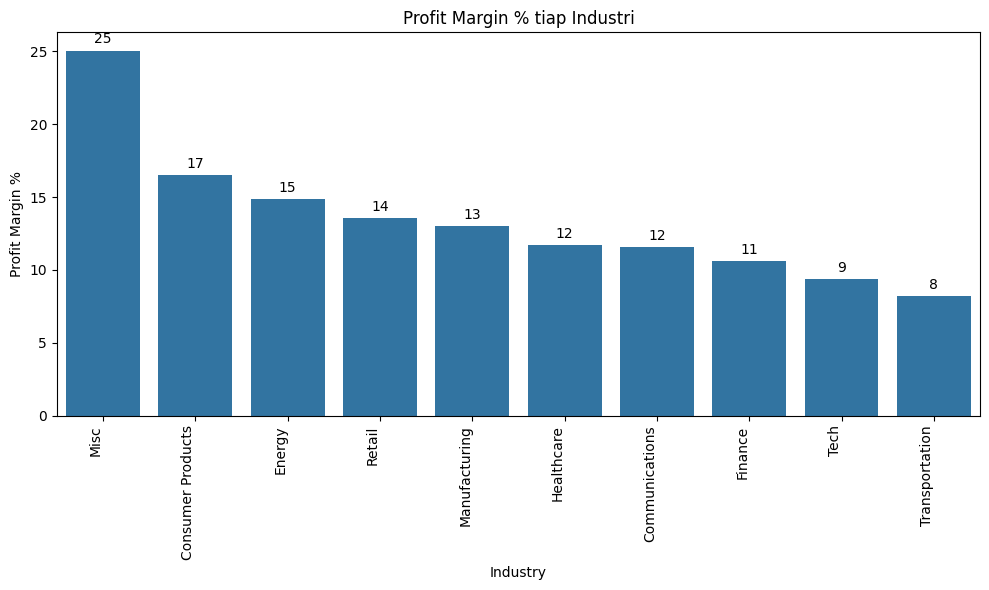 Profit Margin % tiap Industri
Profit Margin %
25
20
15
10
5
0
25
17
15
14
13
12
12
11
9
8
Misc
Consumer Products
Energy
Retail
Manufacturing
Healthcare
Communications
Finance
Tech
Transportation
Industry